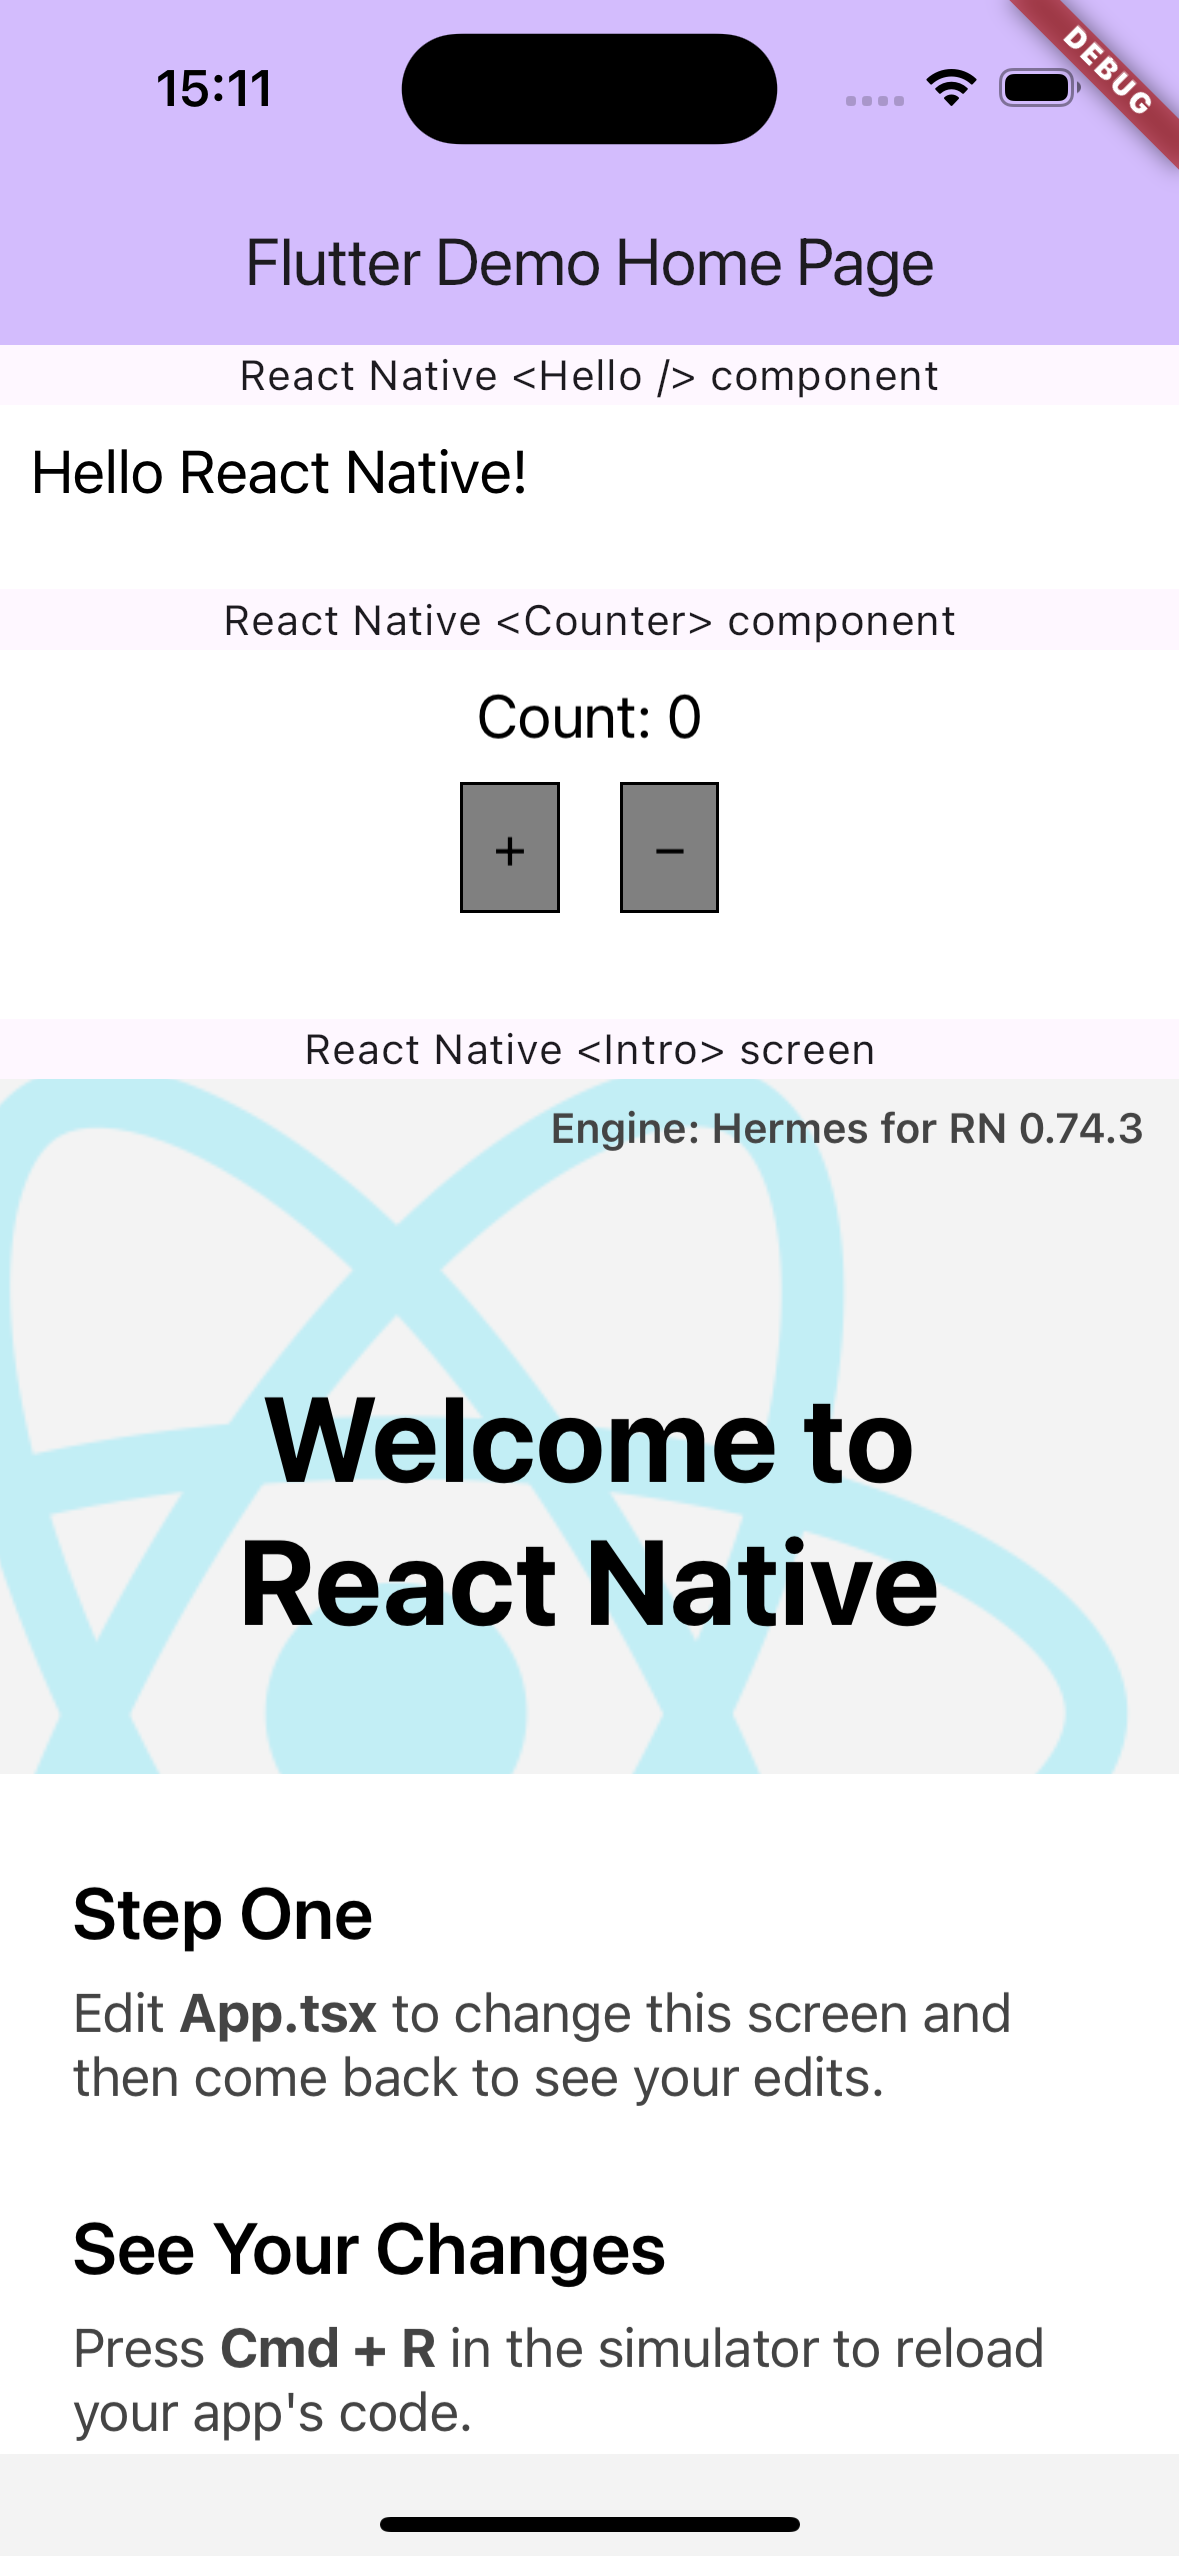 15:11
DEBUG
Flutter Demo Home Page
React Native <Hello /> component
Hello React Native!
React Native <Counter> component
Count: 0
+ −
React Native <Intro> screen
Engine: Hermes for RN 0.74.3
Welcome to
React Native
Step One
Edit App.tsx to change this screen and
then come back to see your edits.
See Your Changes
Press Cmd + R in the simulator to reload
your app's code.